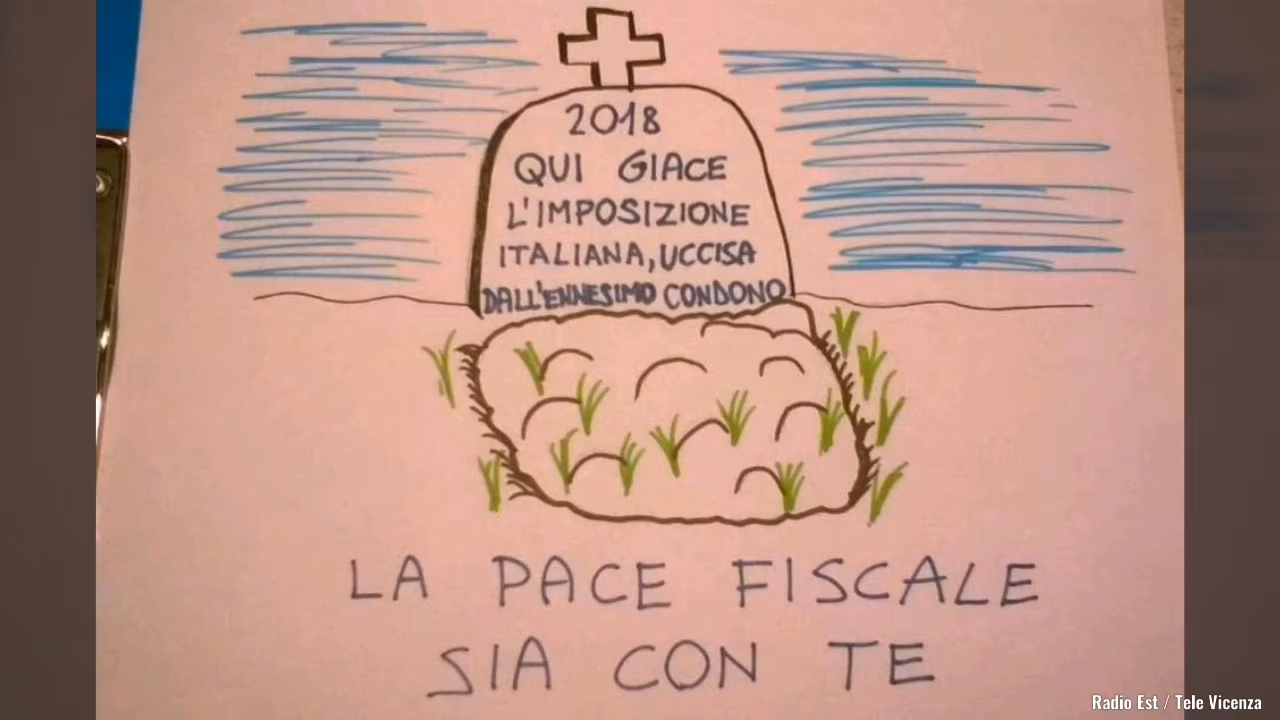 2018
QUI GIACE
L'IMPOSIZIONE
ITALIANA, UCCISA
DALL'ENNESIMO CONDONO
LA PACE FISCALE
SIA CON TE
Radio Est / Tele Vicenza